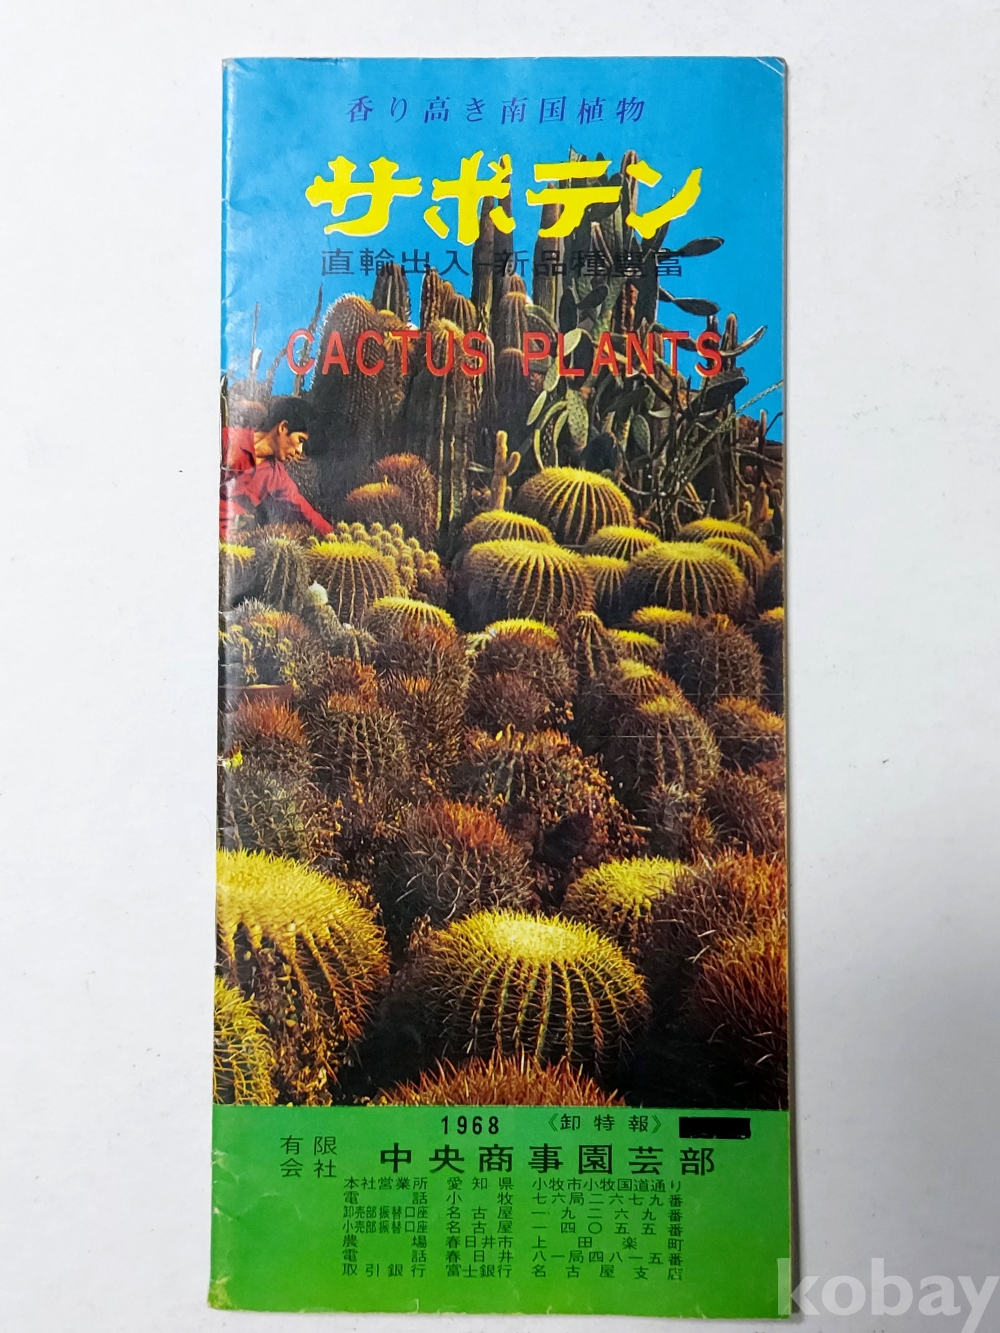 香り高き南国植物
サボテン
直輸出入−新品種豊富
CACTUS PLANTS
1968 《卸特報》
有限会社 中央商事園芸部
本社営業所 愛知県 小牧市小牧国道通り
電話 小牧 七六局二六七九番
卸売部振替口座 名古屋 一九二六九番
小売部振替口座 名古屋 一四〇五五番
農場 春日井市 上田楽町
電話 春日井 八一局四八一五番
取引銀行 富士銀行 名古屋支店
kobay